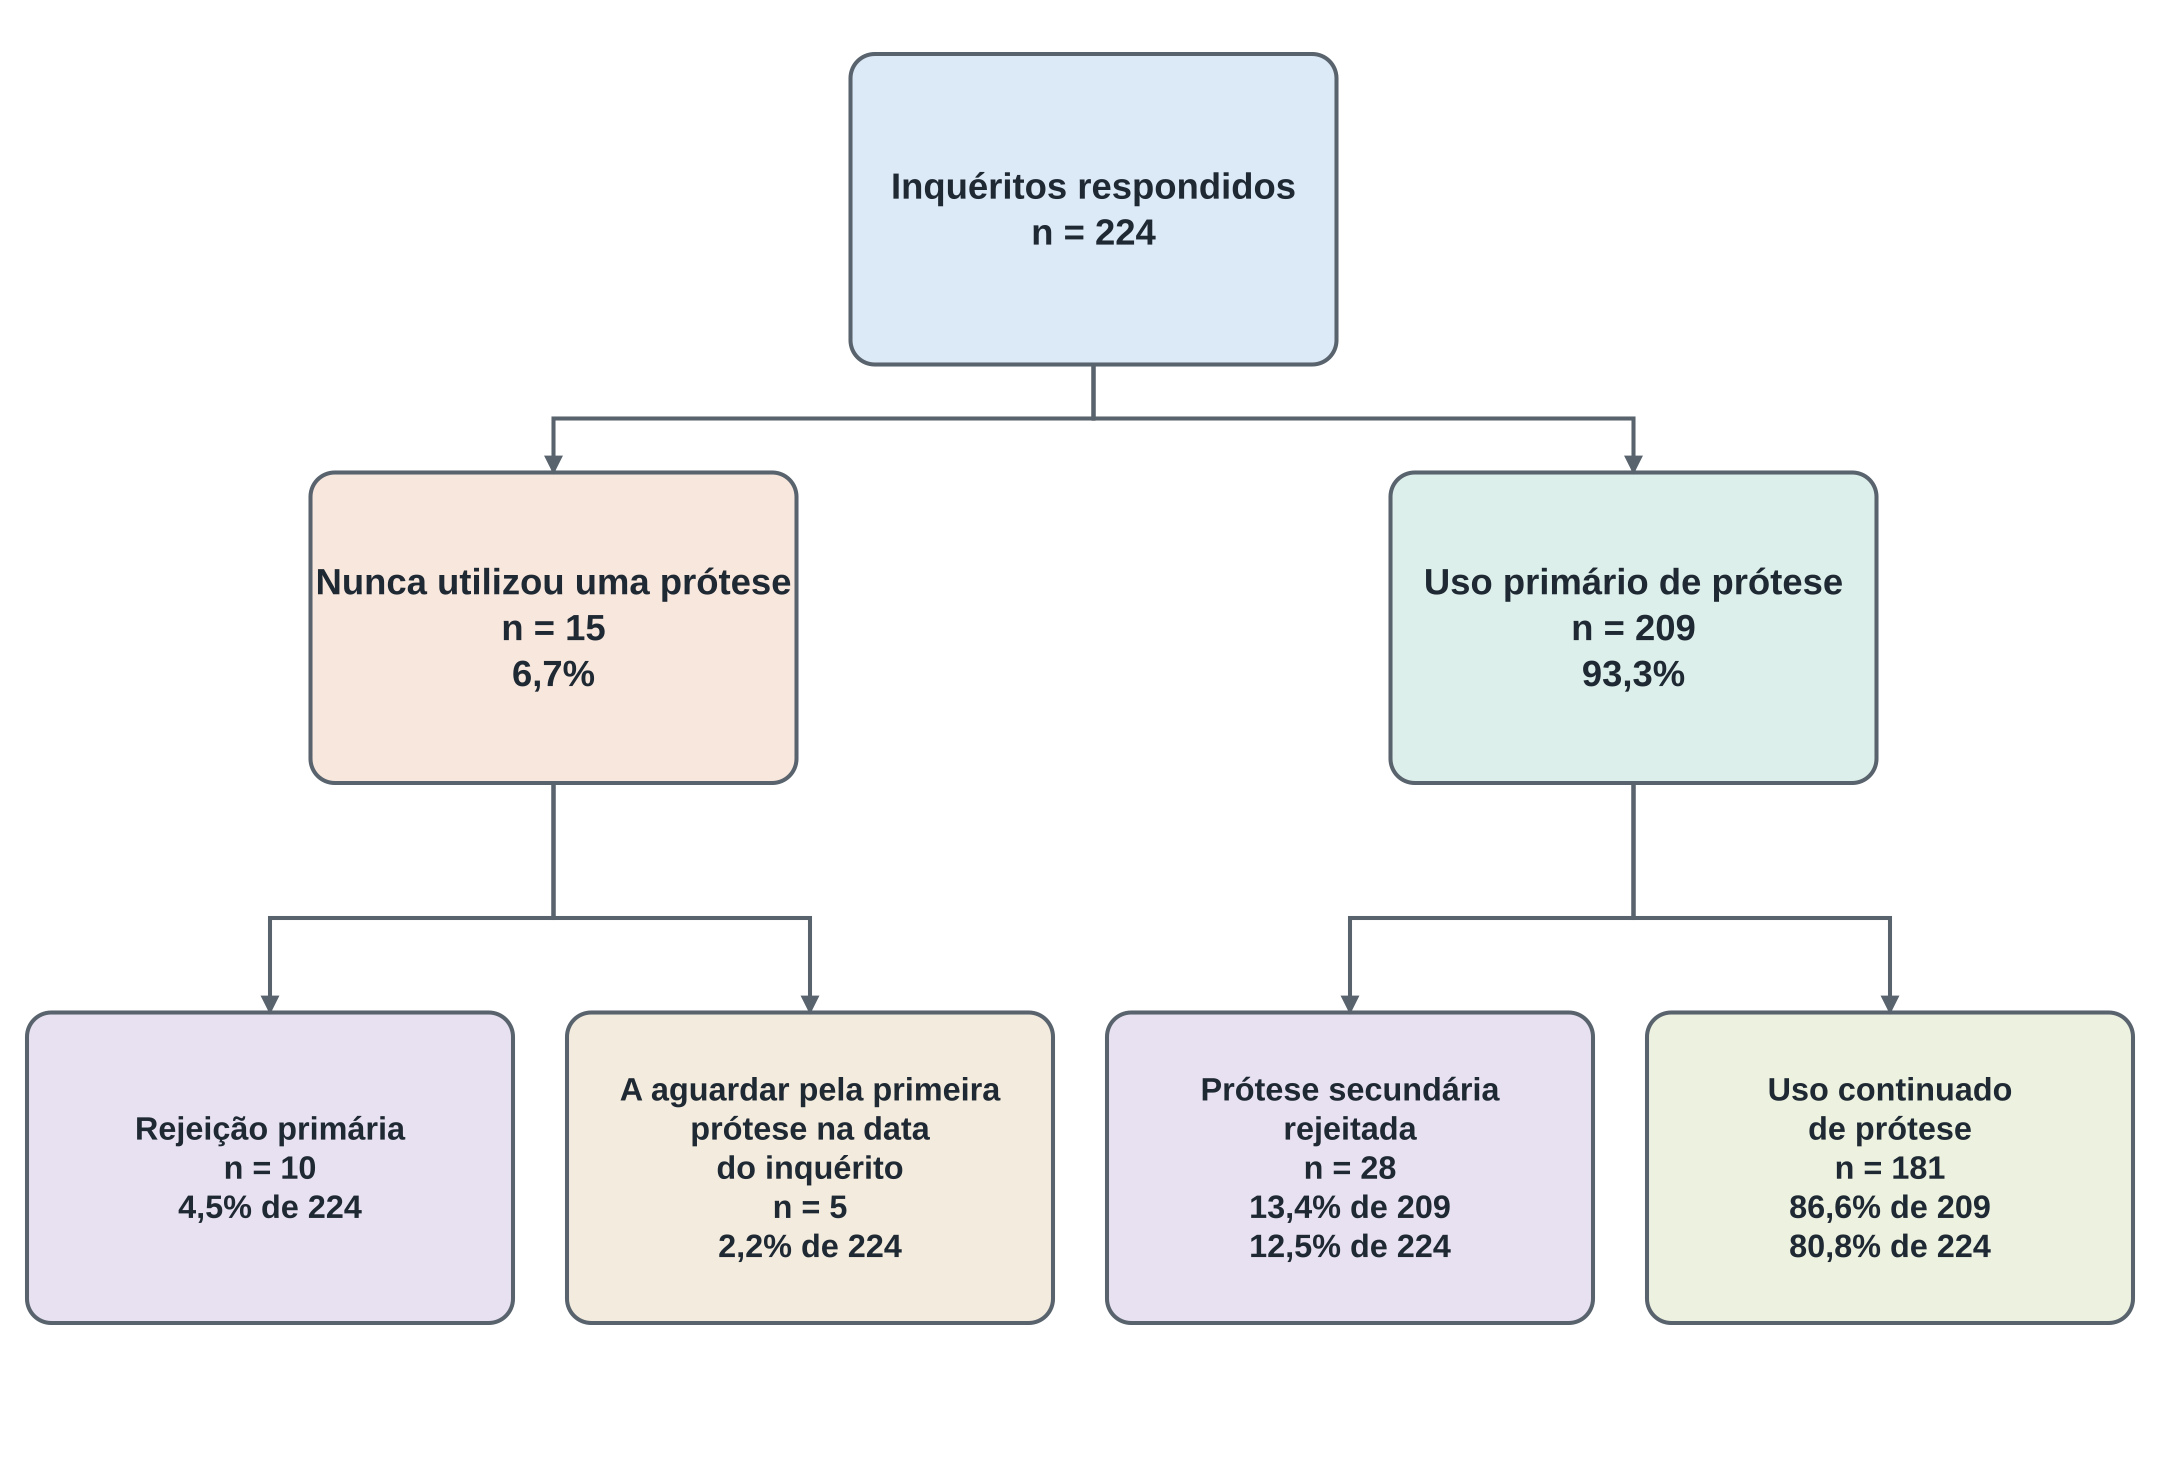 Inquéritos respondidos
n = 224
Nunca utilizou uma prótese
n = 15
6,7%
Uso primário de prótese
n = 209
93,3%
Rejeição primária
n = 10
4,5% de 224
A aguardar pela primeira
prótese na data
do inquérito
n = 5
2,2% de 224
Prótese secundária
rejeitada
n = 28
13,4% de 209
12,5% de 224
Uso continuado
de prótese
n = 181
86,6% de 209
80,8% de 224